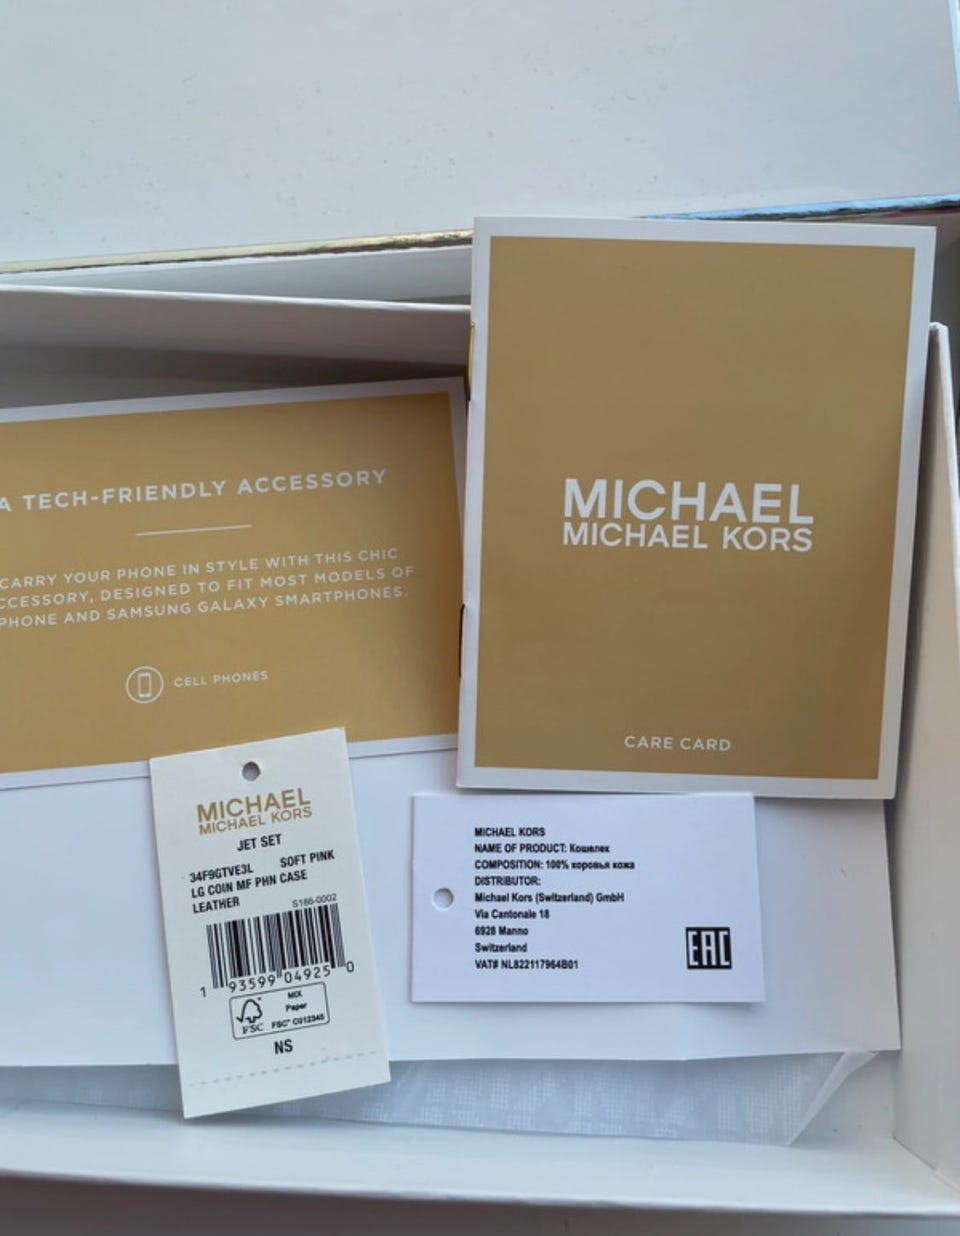 A TECH-FRIENDLY ACCESSORY
CARRY YOUR PHONE IN STYLE WITH THIS CHIC
CCESSORY, DESIGNED TO FIT MOST MODELS OF
PHONE AND SAMSUNG GALAXY SMARTPHONES.
CELL PHONES
MICHAEL
MICHAEL KORS
CARE CARD
MICHAEL
MICHAEL KORS
JET SET
34F9GTVE3L SOFT PINK
LG COIN MF PHN CASE
LEATHER
S186-0002
1 93599 04925 0
MIX
Paper
FSC FSC® C012345
NS
MICHAEL KORS
NAME OF PRODUCT: Кошелек
COMPOSITION: 100% коровья кожа
DISTRIBUTOR:
Michael Kors (Switzerland) GmbH
Via Cantonale 18
6928 Manno
Switzerland
VAT# NL822117964B01
EAC